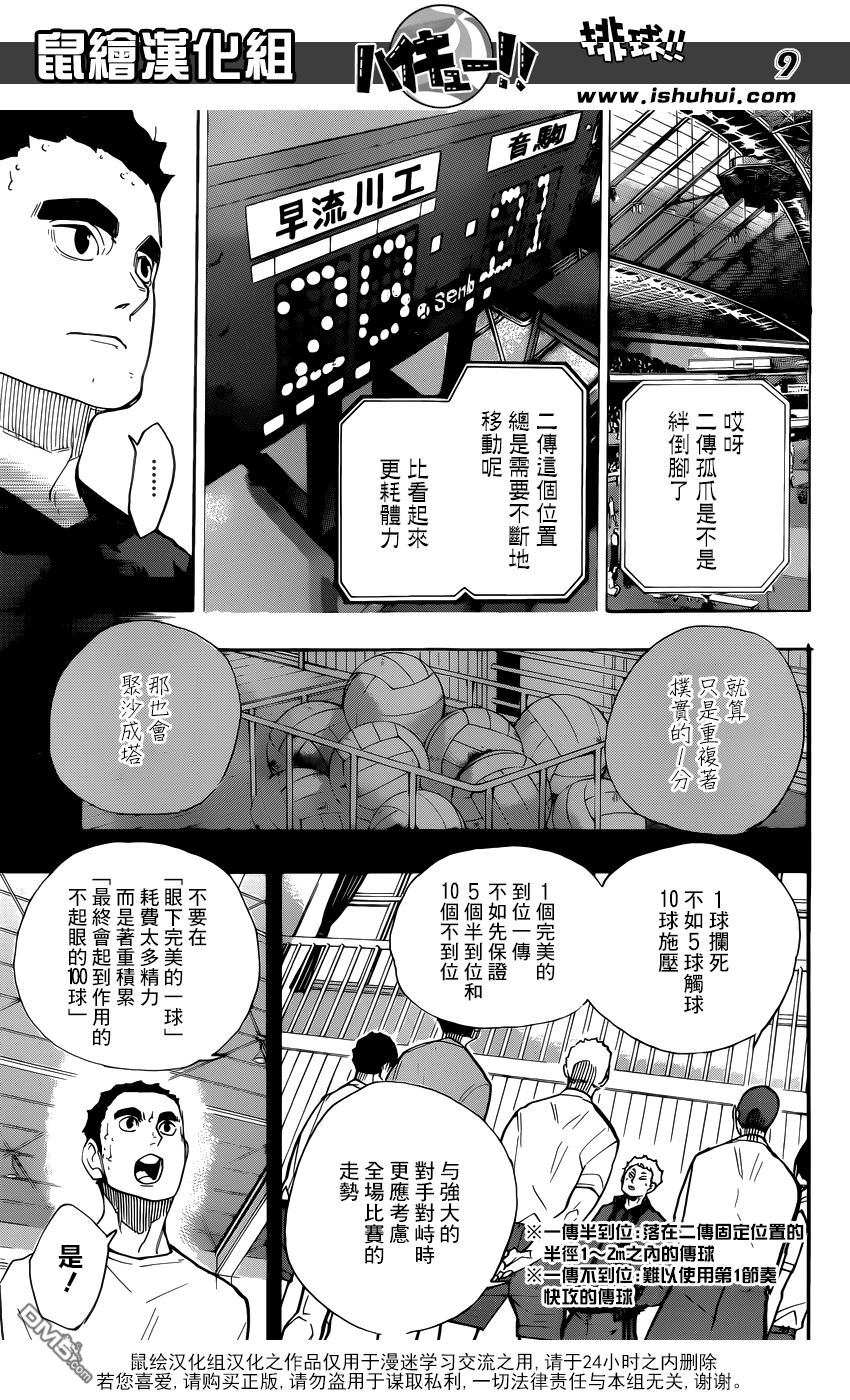 鼠繪漢化組
ハイキュー!!
排球!!
9
www.ishuhui.com
哎呀
二傳孤爪是不是
絆倒腳了
早流川工
音駒
29
31
Senb
二傳這個位置
總是需要不斷地
移動呢
比看起來
更耗體力
……
就算
只是重複著
樸實的1分
那也會
聚沙成塔
1球攔死
不如5球觸球
10球施壓
1個完美的
到位一傳
不如先保證
5個半到位和
10個不到位
与強大的
對手對峙時
更應考慮
全場比賽的
走勢
※一傳半到位:落在二傳固定位置的
半徑1～2m之內的傳球
※一傳不到位:難以使用第1節奏
快攻的傳球
不要在
「眼下完美的一球」
耗費太多精力
而是著重積累
「最終會起到作用的
不起眼的100球」
是!
鼠绘汉化组汉化之作品仅用于漫迷学习交流之用,请于24小时之内删除
若您喜爱,请购买正版,请勿盗用于谋取私利,一切法律责任与本组无关,谢谢。